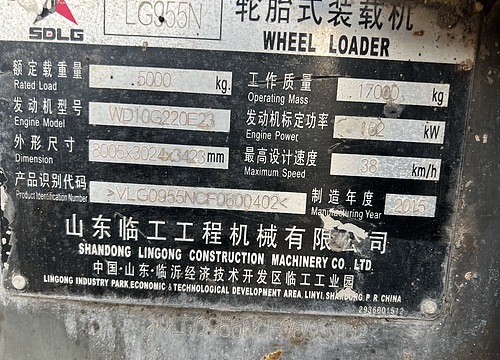 SDLG
LG955N
轮胎式装载机
WHEEL LOADER
额定载重量 5000 kg
Rated Load
工作质量 17000 kg
Operating Mass
发动机型号 WD10G220E23
Engine Model
发动机标定功率 162 kW
Engine Power
外形尺寸 8005x3024x3423 mm
Dimension
最高设计速度 38 km/h
Maximum Speed
产品识别代码 >VLG0955NCF0600402<
Product Identification Number
制造年度 2015
Manufacturing Year
山东临工工程机械有限公司
SHANDONG LINGONG CONSTRUCTION MACHINERY CO., LTD.
中国·山东·临沂经济技术开发区临工工业园
LINGONG INDUSTRY PARK,ECONOMIC & TECHNOLOGICAL DEVELOPMENT AREA, LINYI, SHANDONG, P. R. CHINA
2936001512